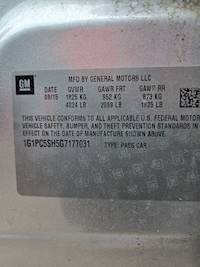 GM
MFD BY GENERAL MOTORS LLC
DATE GVWR GAWR FRT GAWR RR
09/15 1825 KG 952 KG 873 KG
4024 LB 2099 LB 1925 LB
THIS VEHICLE CONFORMS TO ALL APPLICABLE U.S. FEDERAL MOTOR
VEHICLE SAFETY, BUMPER, AND THEFT PREVENTION STANDARDS IN
EFFECT ON THE DATE OF MANUFACTURE SHOWN ABOVE.
1G1PC5SH5G7177031 TYPE: PASS CAR